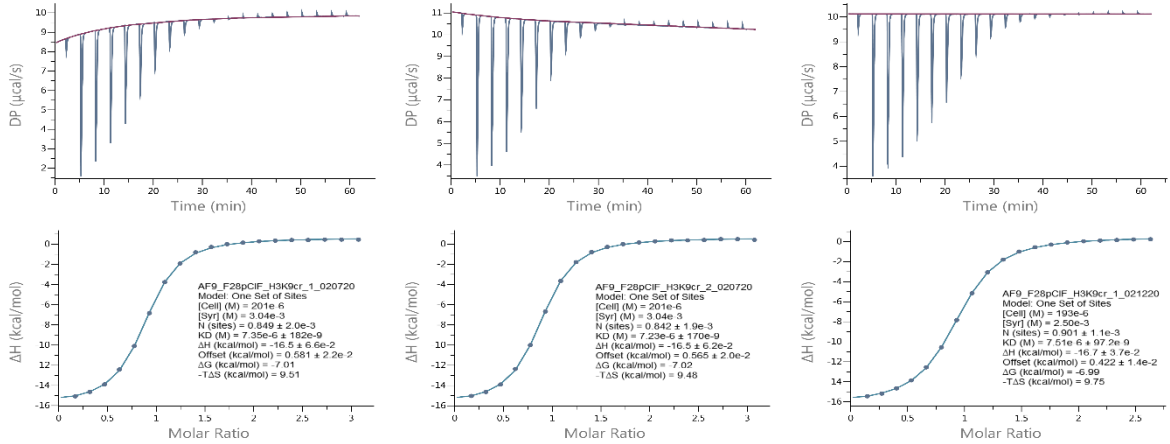 11
10
9
8
7
6
5
4
3
2
DP (µcal/s)
0 10 20 30 40 50 60
Time (min)
11
10
9
8
7
6
5
4
DP (µcal/s)
0 10 20 30 40 50 60
Time (min)
10
9
8
7
6
5
4
DP (µcal/s)
0 10 20 30 40 50 60
Time (min)
0
-2
-4
-6
-8
-10
-12
-14
-16
ΔH (kcal/mol)
AF9_F28pClF_H3K9cr_1_020720
Model: One Set of Sites
[Cell] (M) = 201e-6
[Syr] (M) = 3.04e-3
N (sites) = 0.849 ± 2.0e-3
KD (M) = 7.35e-6 ± 182e-9
ΔH (kcal/mol) = -16.5 ± 6.6e-2
Offset (kcal/mol) = 0.581 ± 2.2e-2
ΔG (kcal/mol) = -7.01
-TΔS (kcal/mol) = 9.51
0 0.5 1 1.5 2 2.5 3
Molar Ratio
0
-2
-4
-6
-8
-10
-12
-14
-16
ΔH (kcal/mol)
AF9_F28pClF_H3K9cr_2_020720
Model: One Set of Sites
[Cell] (M) = 201e-6
[Syr] (M) = 3.04e-3
N (sites) = 0.842 ± 1.9e-3
KD (M) = 7.23e-6 ± 170e-9
ΔH (kcal/mol) = -16.5 ± 6.2e-2
Offset (kcal/mol) = 0.565 ± 2.0e-2
ΔG (kcal/mol) = -7.02
-TΔS (kcal/mol) = 9.48
0 0.5 1 1.5 2 2.5 3
Molar Ratio
0
-2
-4
-6
-8
-10
-12
-14
-16
ΔH (kcal/mol)
AF9_F28pClF_H3K9cr_1_021220
Model: One Set of Sites
[Cell] (M) = 193e-6
[Syr] (M) = 2.50e-3
N (sites) = 0.901 ± 1.1e-3
KD (M) = 7.51e-6 ± 97.2e-9
ΔH (kcal/mol) = -16.7 ± 3.7e-2
Offset (kcal/mol) = 0.422 ± 1.4e-2
ΔG (kcal/mol) = -6.99
-TΔS (kcal/mol) = 9.75
0 0.5 1 1.5 2 2.5
Molar Ratio